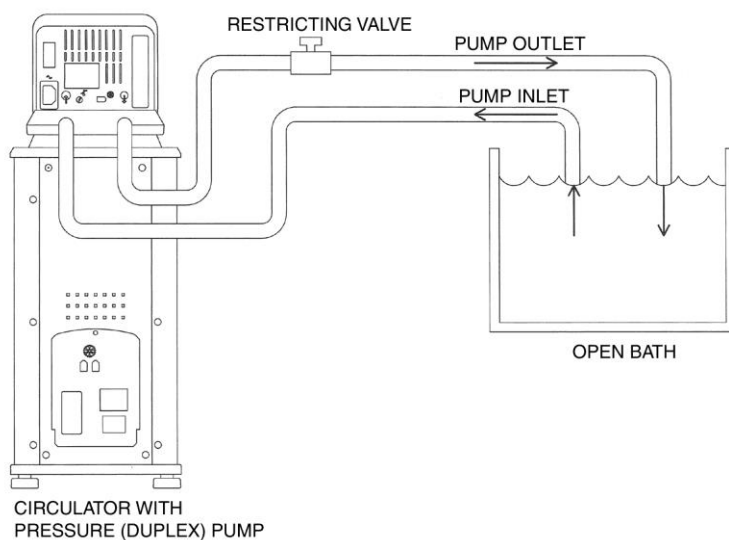 RESTRICTING VALVE
PUMP OUTLET
PUMP INLET
OPEN BATH
CIRCULATOR WITH
PRESSURE (DUPLEX) PUMP